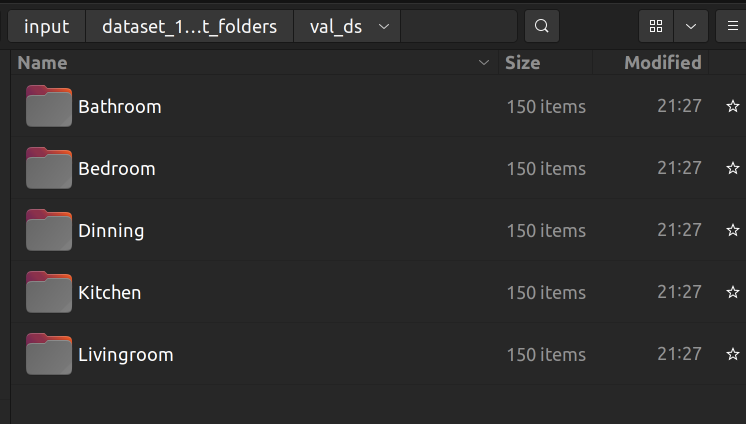 input dataset_1...t_folders val_ds
Name Size Modified
Bathroom 150 items 21:27
Bedroom 150 items 21:27
Dinning 150 items 21:27
Kitchen 150 items 21:27
Livingroom 150 items 21:27